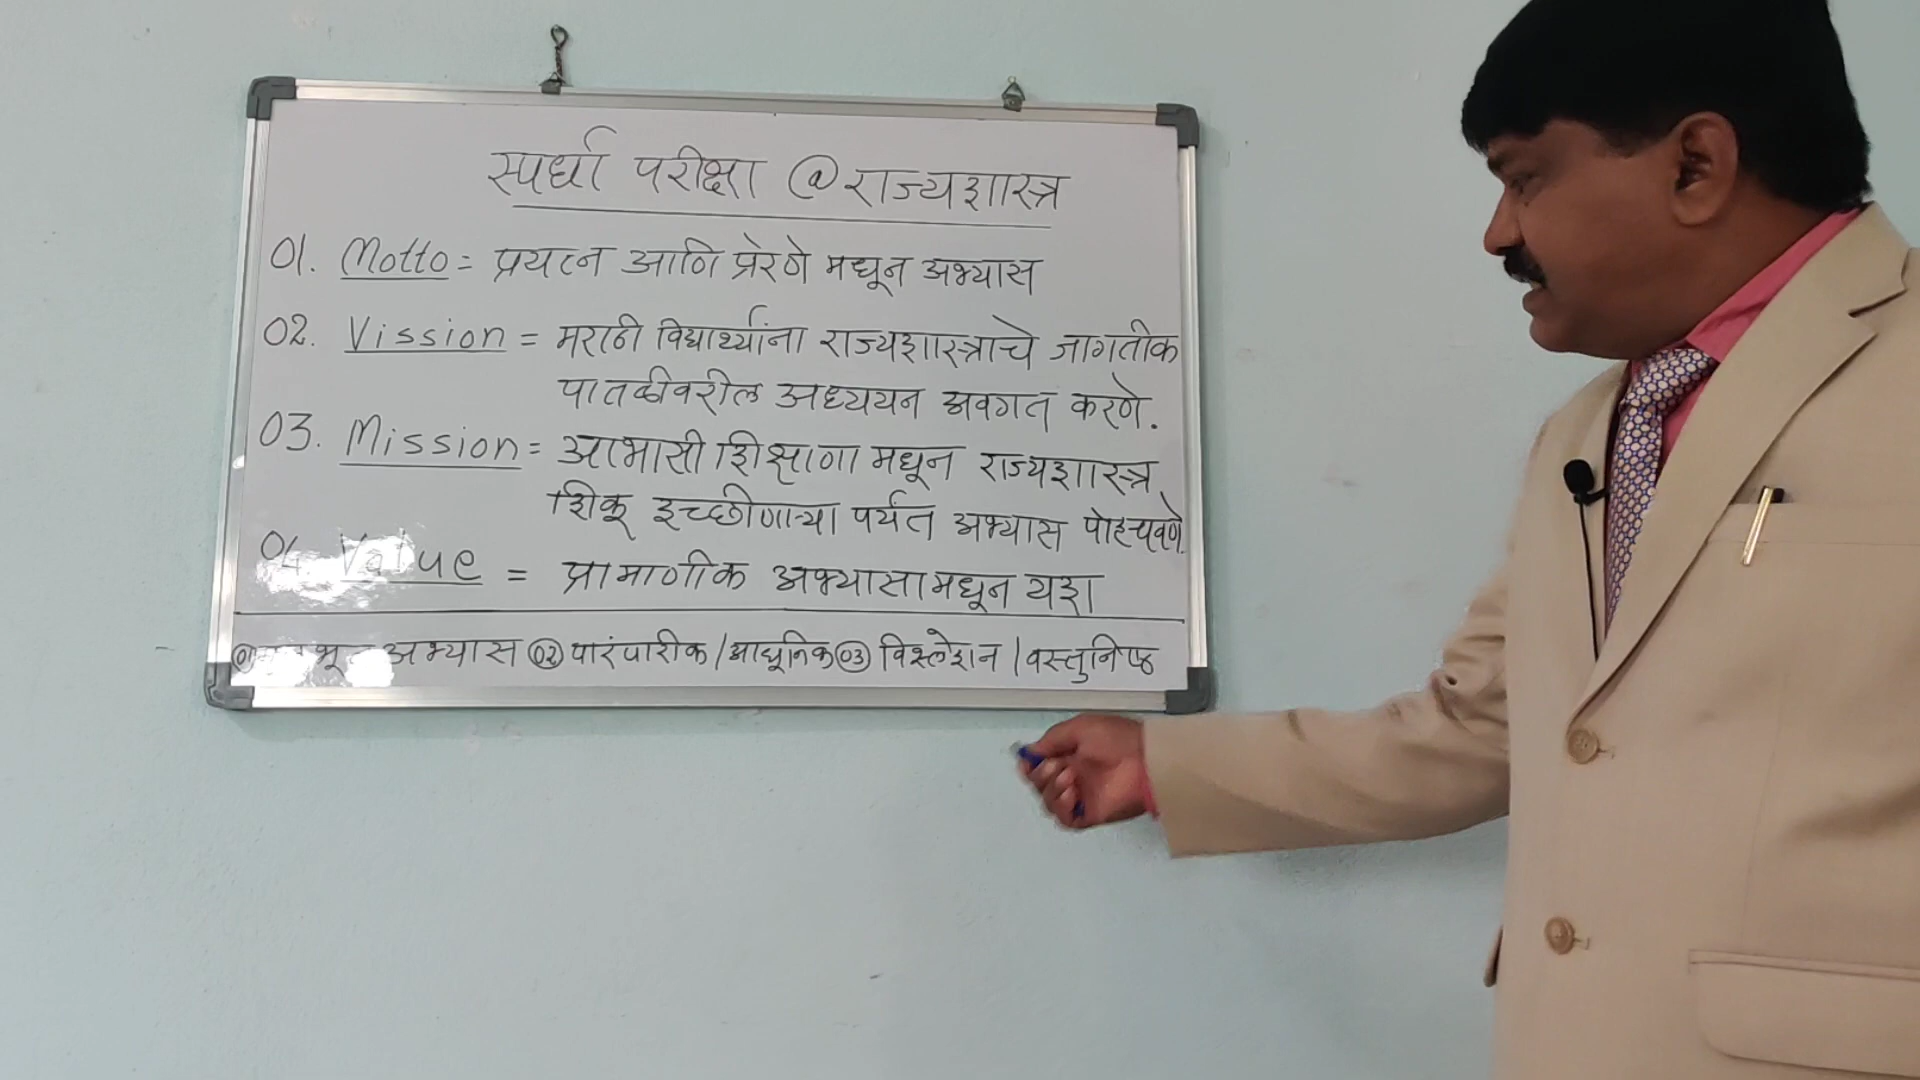 स्पर्धा परीक्षा @ राज्यशास्त्र
01. Motto = प्रयत्न आणि प्रेरणे मधून अभ्यास
02. Vission = मराठी विद्यार्थ्यांना राज्यशास्त्राचे जागतीक
पातळीवरील अध्ययन अवगत करणे.
03. Mission = आभासी शिक्षाणा मधून राज्यशास्त्र
शिकू इच्छीणाऱ्या पर्यंत अभ्यास पोहचवणे
04. Value = प्रामाणीक अभ्यासामधून यश
01 अभ्यास 02 पारंपारीक / आधूनिक 03 विश्लेशन / वस्तुनिष्ठ